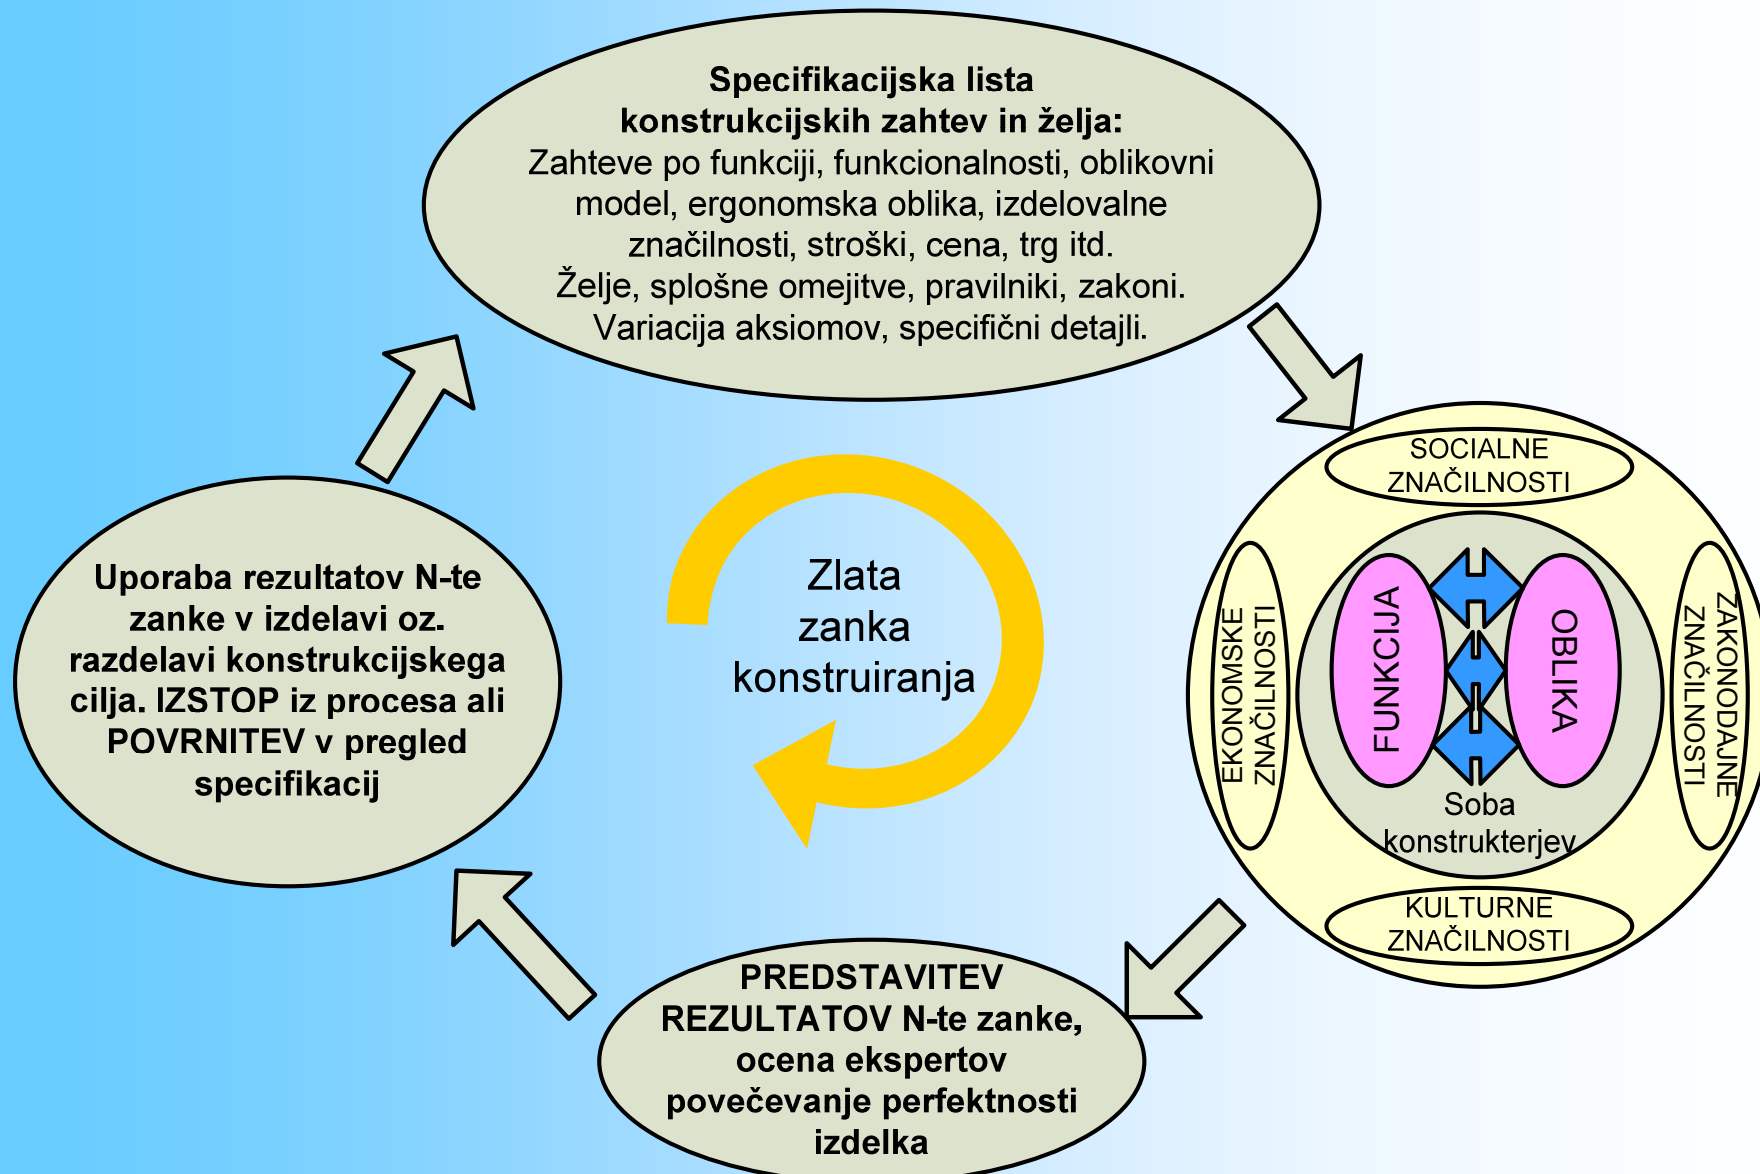 Specifikacijska lista
konstrukcijskih zahtev in želja:
Zahteve po funkciji, funkcionalnosti, oblikovni
model, ergonomska oblika, izdelovalne
značilnosti, stroški, cena, trg itd.
Želje, splošne omejitve, pravilniki, zakoni.
Variacija aksiomov, specifični detajli.
SOCIALNE
ZNAČILNOSTI
EKONOMSKE
ZNAČILNOSTI
FUNKCIJA
OBLIKA
ZAKONODAJNE
ZNAČILNOSTI
Soba
konstrukterjev
KULTURNE
ZNAČILNOSTI
Zlata
zanka
konstruiranja
Uporaba rezultatov N-te
zanke v izdelavi oz.
razdelavi konstrukcijskega
cilja. IZSTOP iz procesa ali
POVRNITEV v pregled
specifikacij
PREDSTAVITEV
REZULTATOV N-te zanke,
ocena ekspertov
povečevanje perfektnosti
izdelka